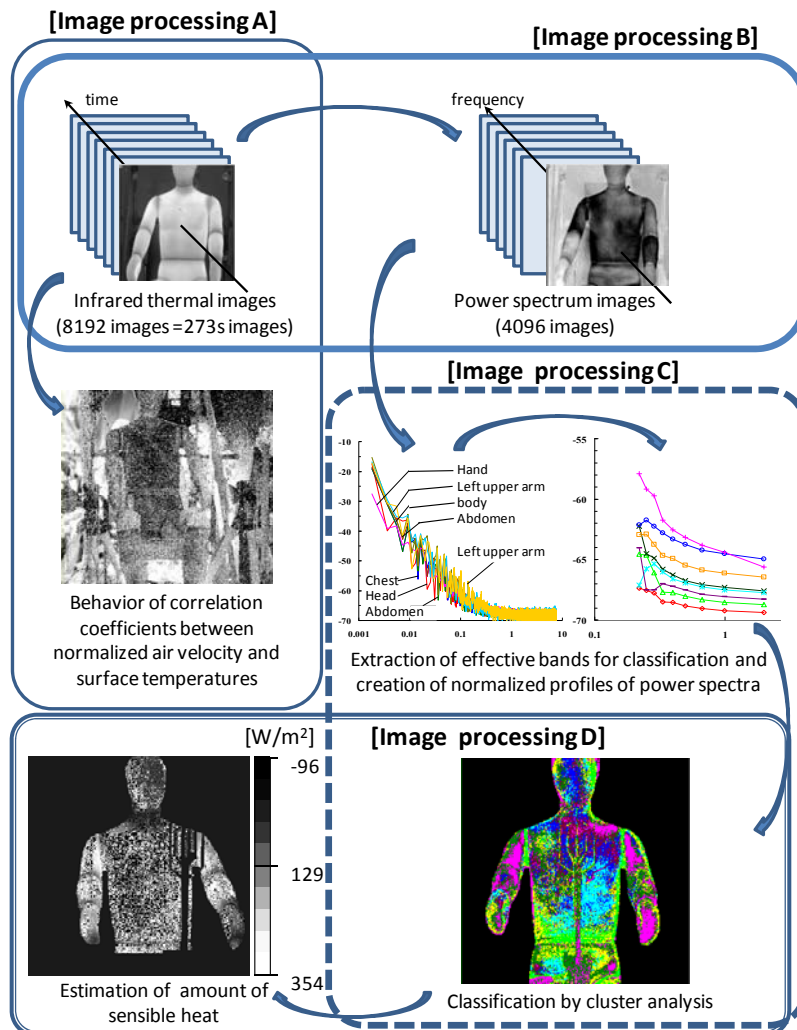 [Image processing A]
[Image processing B]
time
frequency
Infrared thermal images
(8192 images =273s images)
Power spectrum images
(4096 images)
[Image processing C]
-10
-20
-30
-40
-50
-60
-70
0.001
0.01
0.1
1
10
Hand
Left upper arm
body
Abdomen
Left upper arm
Chest
Head
Abdomen
-55
-60
-65
-70
0.1
1
Behavior of correlation
coefficients between
normalized air velocity and
surface temperatures
Extraction of effective bands for classification and
creation of normalized profiles of power spectra
[W/m²]
[Image processing D]
-96
129
354
Estimation of amount of
sensible heat
Classification by cluster analysis